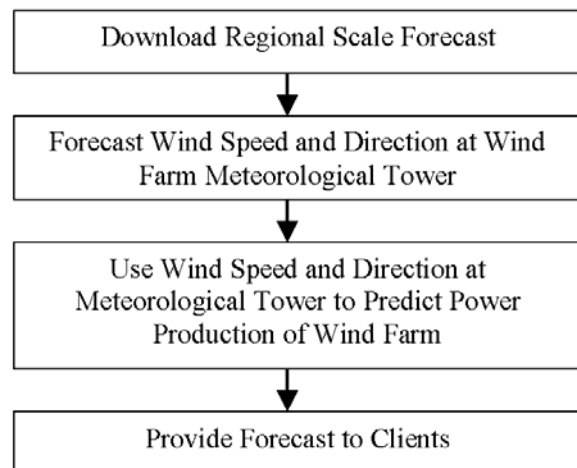 Download Regional Scale Forecast
Forecast Wind Speed and Direction at Wind
Farm Meteorological Tower
Use Wind Speed and Direction at
Meteorological Tower to Predict Power
Production of Wind Farm
Provide Forecast to Clients